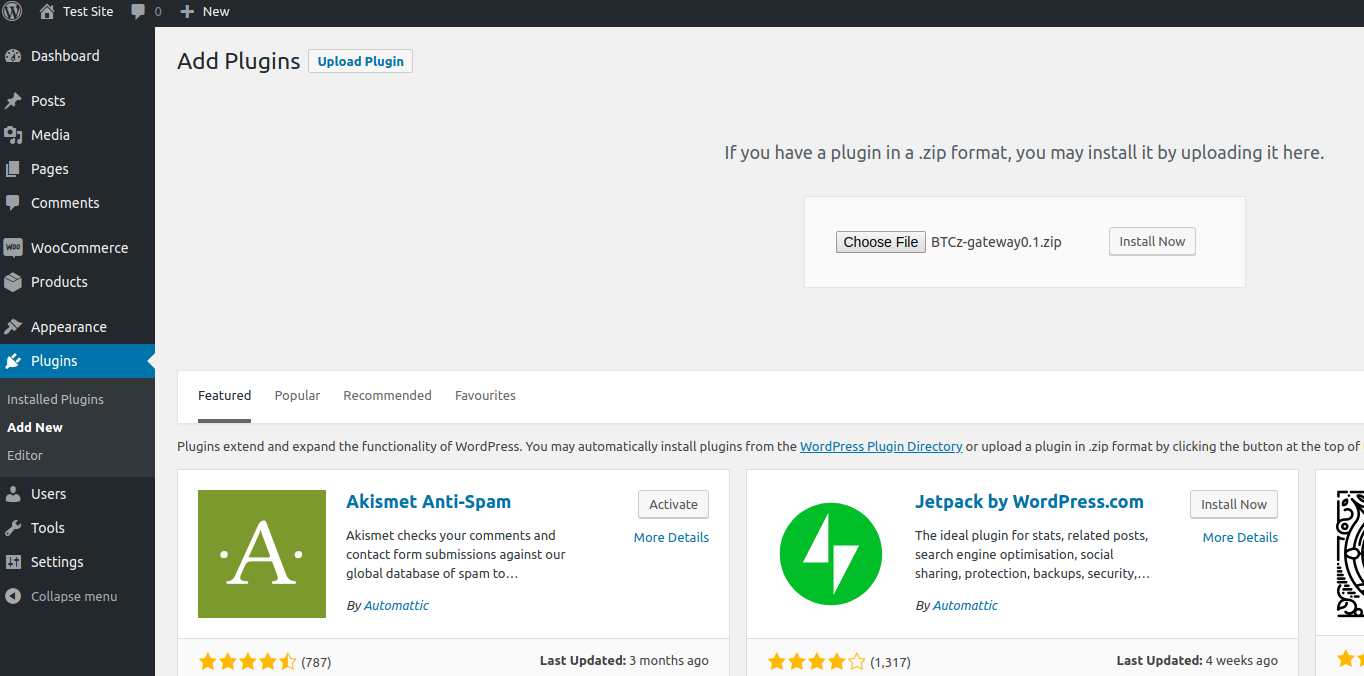 Test Site 0 New
Dashboard
Posts
Media
Pages
Comments
WOO WooCommerce
Products
Appearance
Plugins
Installed Plugins
Add New
Editor
Users
Tools
Settings
Collapse menu
Add Plugins Upload Plugin
If you have a plugin in a .zip format, you may install it by uploading it here.
Choose File BTCz-gateway0.1.zip Install Now
Featured Popular Recommended Favourites
Plugins extend and expand the functionality of WordPress. You may automatically install plugins from the WordPress Plugin Directory or upload a plugin in .zip format by clicking the button at the top of
A
Akismet Anti-Spam
Activate
More Details
Akismet checks your comments and
contact form submissions against our
global database of spam to…
By Automattic
(787)
Last Updated: 3 months ago
Jetpack by WordPress.com
Install Now
More Details
The ideal plugin for stats, related posts,
search engine optimisation, social
sharing, protection, backups, security,…
By Automattic
(1,317)
Last Updated: 4 weeks ago